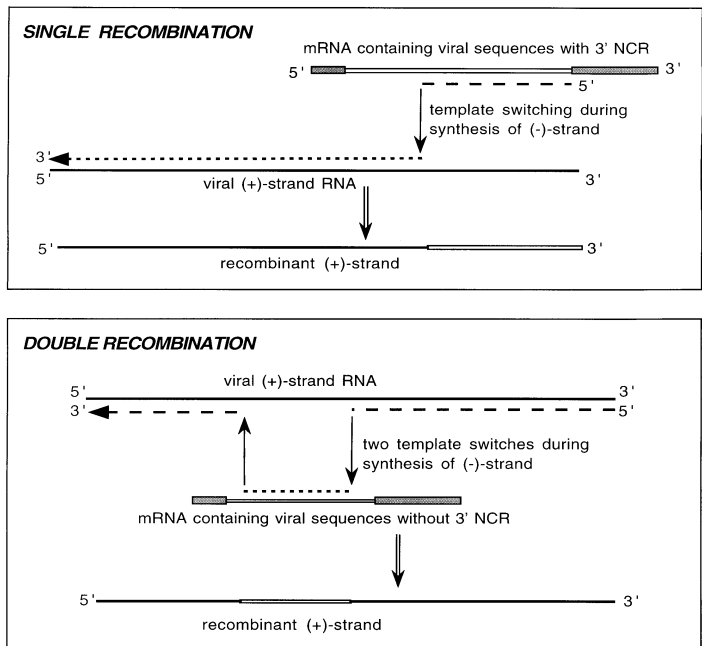 SINGLE RECOMBINATION
mRNA containing viral sequences with 3' NCR
5' 3'
5'
template switching during
synthesis of (-)-strand
3'
5' 3'
viral (+)-strand RNA
5' 3'
recombinant (+)-strand
DOUBLE RECOMBINATION
viral (+)-strand RNA
5' 3'
3' 5'
two template switches during
synthesis of (-)-strand
mRNA containing viral sequences without 3' NCR
5' 3'
recombinant (+)-strand